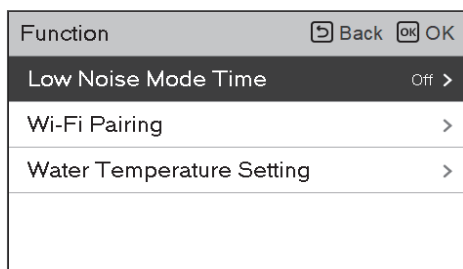 Function Back OK OK
Low Noise Mode Time Off >
Wi-Fi Pairing >
Water Temperature Setting >